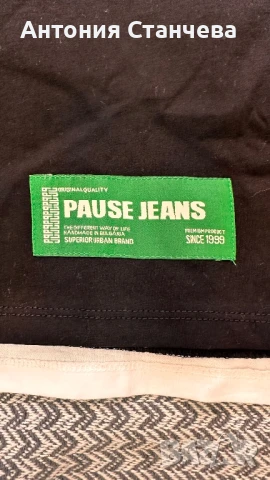 Антония Станчева
ORIGINAL QUALITY
PAUSE JEANS
THE DIFFERENT WAY OF LIFE
HANDMADE IN BULGARIA
SUPERIOR URBAN BRAND
PREMIUM PRODUCT
SINCE 1999